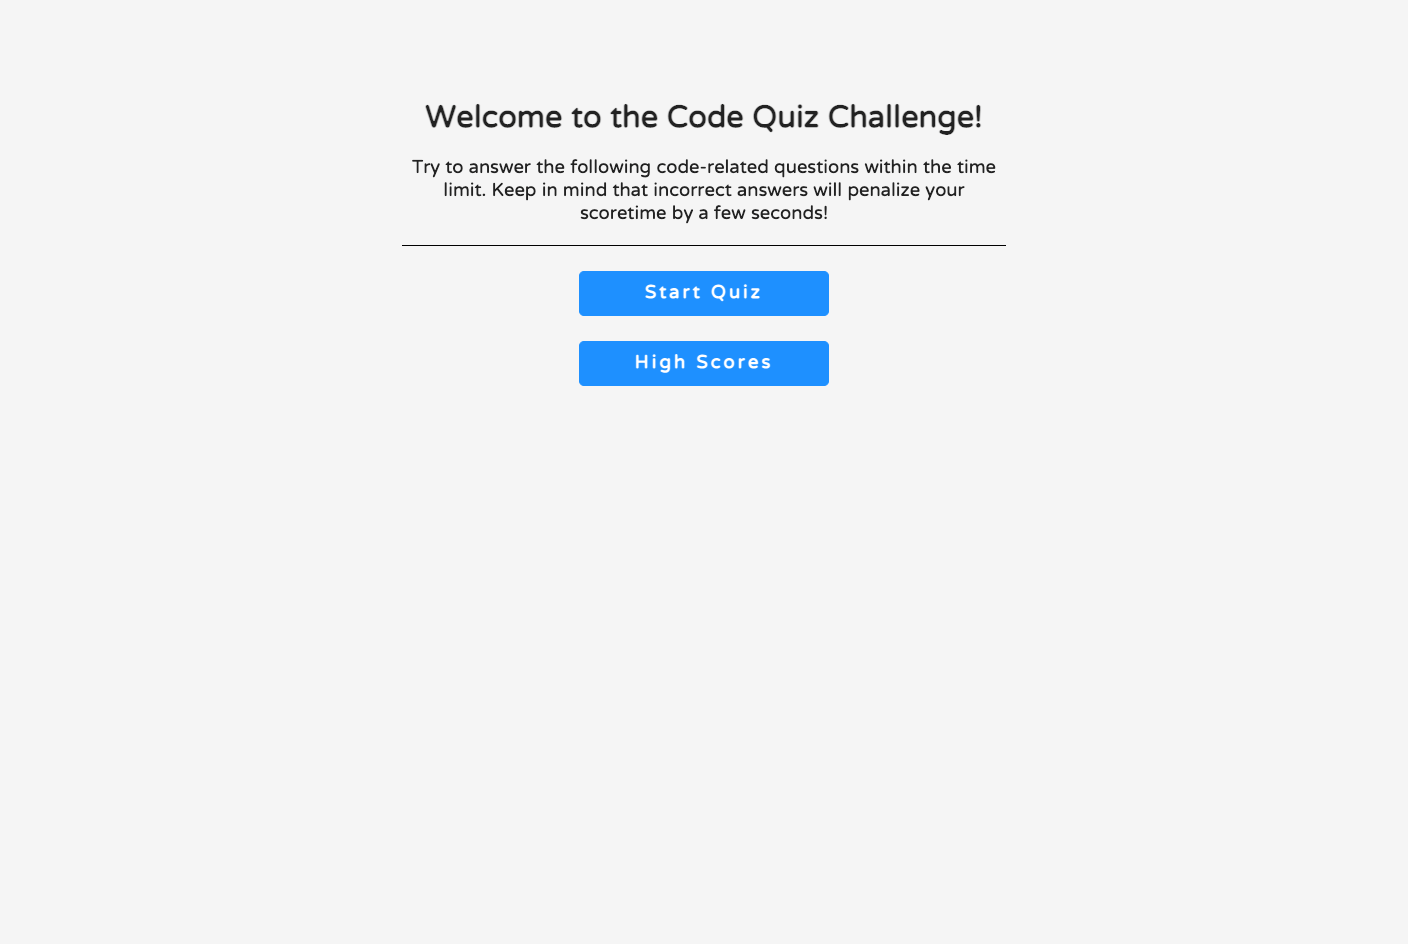 Welcome to the Code Quiz Challenge!
Try to answer the following code-related questions within the time
limit. Keep in mind that incorrect answers will penalize your
scoretime by a few seconds!
Start Quiz
High Scores